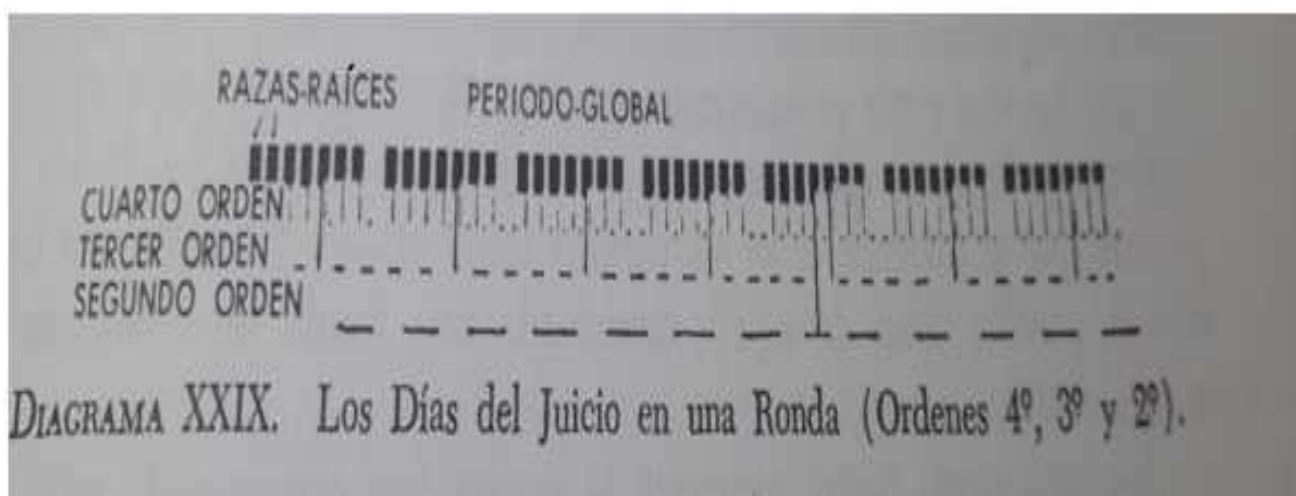 RAZAS-RAÍCES PERIODO-GLOBAL
CUARTO ORDEN
TERCER ORDEN
SEGUNDO ORDEN
DIAGRAMA XXIX. Los Días del Juicio en una Ronda (Ordenes 4º, 3º y 2º).